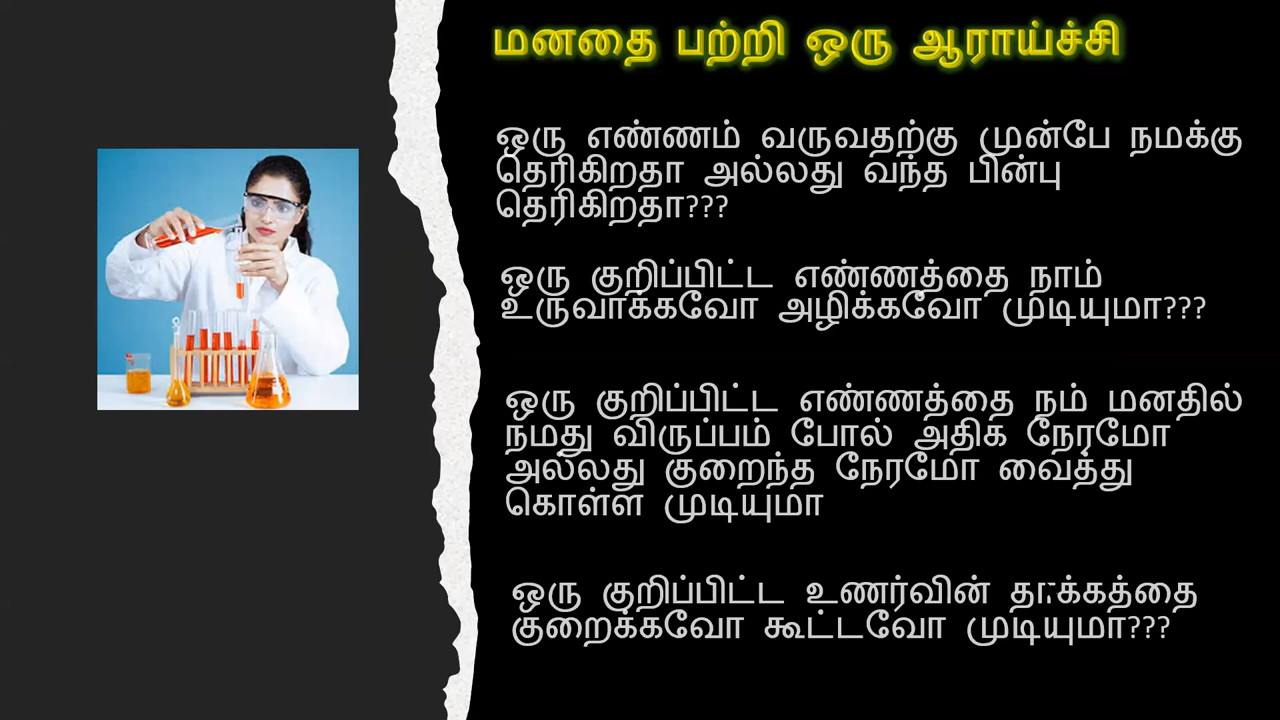 மனதை பற்றி ஒரு ஆராய்ச்சி
ஒரு எண்ணம் வருவதற்கு முன்பே நமக்கு
தெரிகிறதா அல்லது வந்த பின்பு
தெரிகிறதா???
ஒரு குறிப்பிட்ட எண்ணத்தை நாம்
உருவாக்கவோ அழிக்கவோ முடியுமா???
ஒரு குறிப்பிட்ட எண்ணத்தை நம் மனதில்
நமது விருப்பம் போல் அதிக நேரமோ
அல்லது குறைந்த நேரமோ வைத்து
கொள்ள முடியுமா
ஒரு குறிப்பிட்ட உணர்வின் தாக்கத்தை
குறைக்கவோ கூட்டவோ முடியுமா???